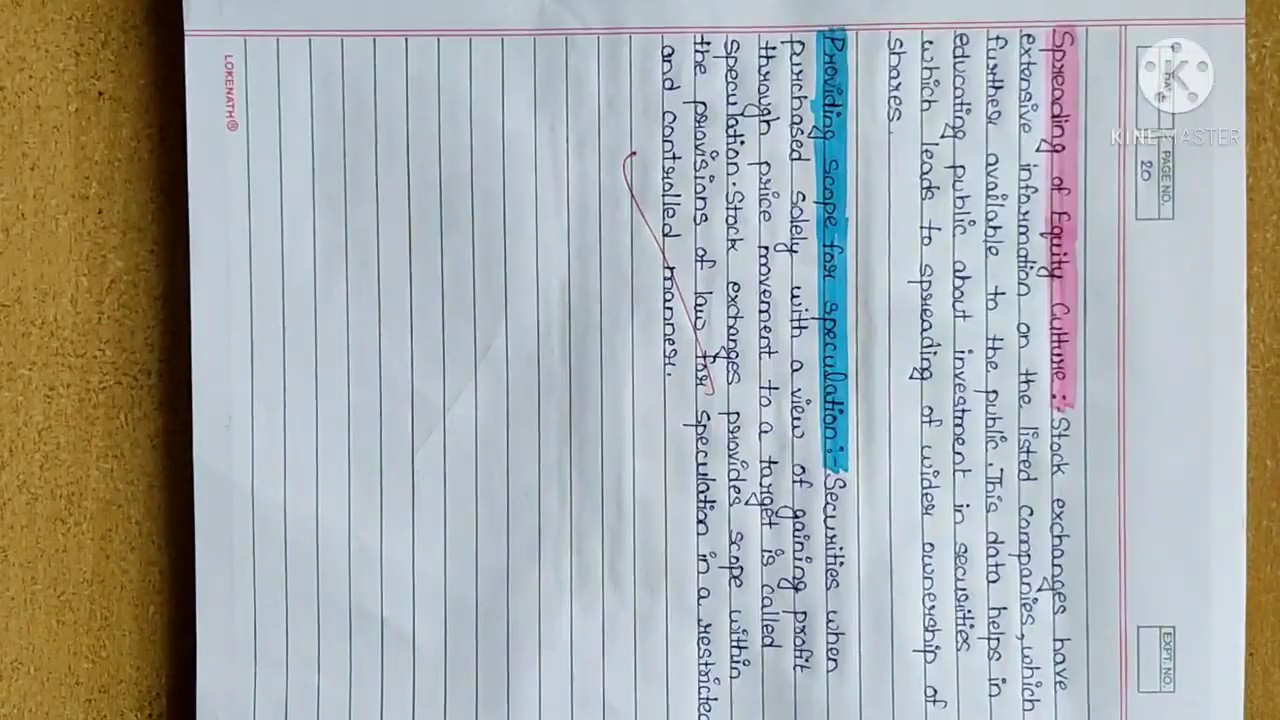 DATE
PAGE NO.
20
EXPT. NO.
KINEMASTER
Spreading of Equity Culture :- Stock exchanges have
extensive information on the listed companies, which
further available to the public. This data helps in
educating public about investment in securities
which leads to spreading of wider ownership of
shares.
Providing scope for speculation :- Securities when
purchased solely with a view of gaining profit
through price movement to a target is called
speculation. Stock exchanges provides scope within
the provisions of law for speculation in a restricted
and controlled manner.
LOKENATH®